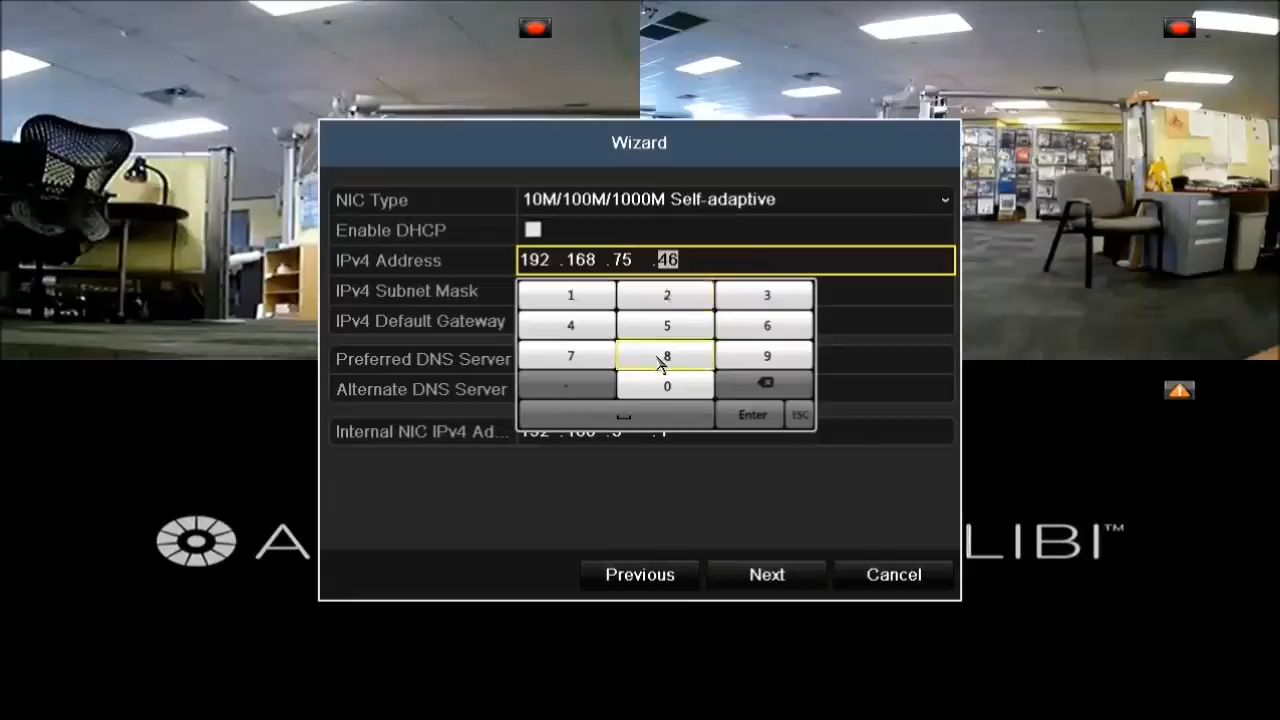 Wizard
NIC Type 10M/100M/1000M Self-adaptive
Enable DHCP
IPv4 Address 192 .168 .75 .46
IPv4 Subnet Mask
1 2 3
IPv4 Default Gateway
4 5 6
Preferred DNS Server
7 8 9
Alternate DNS Server
. 0
Enter ESC
Internal NIC IPv4 Ad...
A LIBI™
Previous Next Cancel